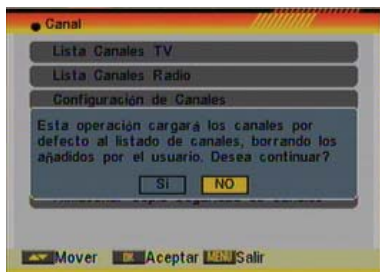 Canal
Lista Canales TV
Lista Canales Radio
Configuración de Canales
Esta operación cargará los canales por
defecto al listado de canales, borrando los
añadidos por el usuario. Desea continuar?
Si NO
Mover OK Aceptar MENU Salir